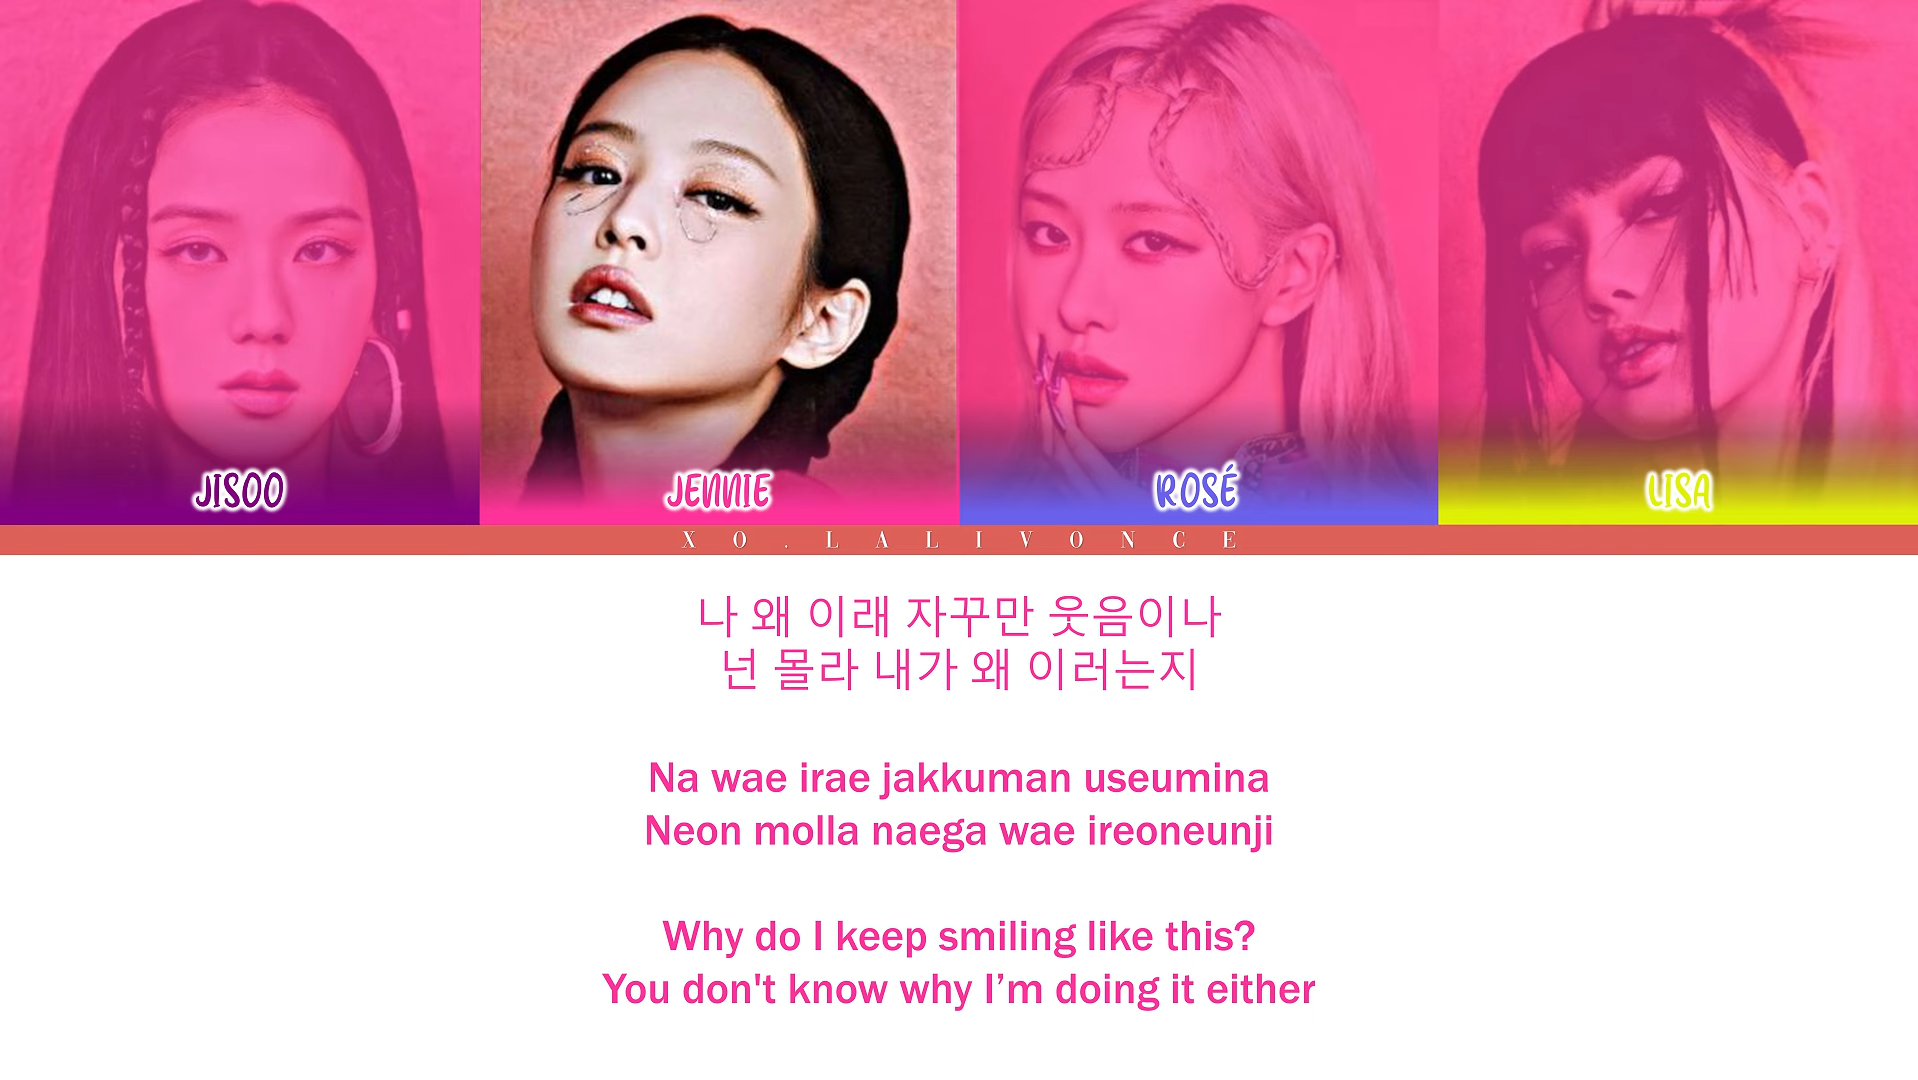 JISOO
JENNIE
ROSÉ
LISA
XO.LALIVONCE
나 왜 이래 자꾸만 웃음이나
넌 몰라 내가 왜 이러는지
Na wae irae jakkuman useumina
Neon molla naega wae ireoneunji
Why do I keep smiling like this?
You don't know why I’m doing it either